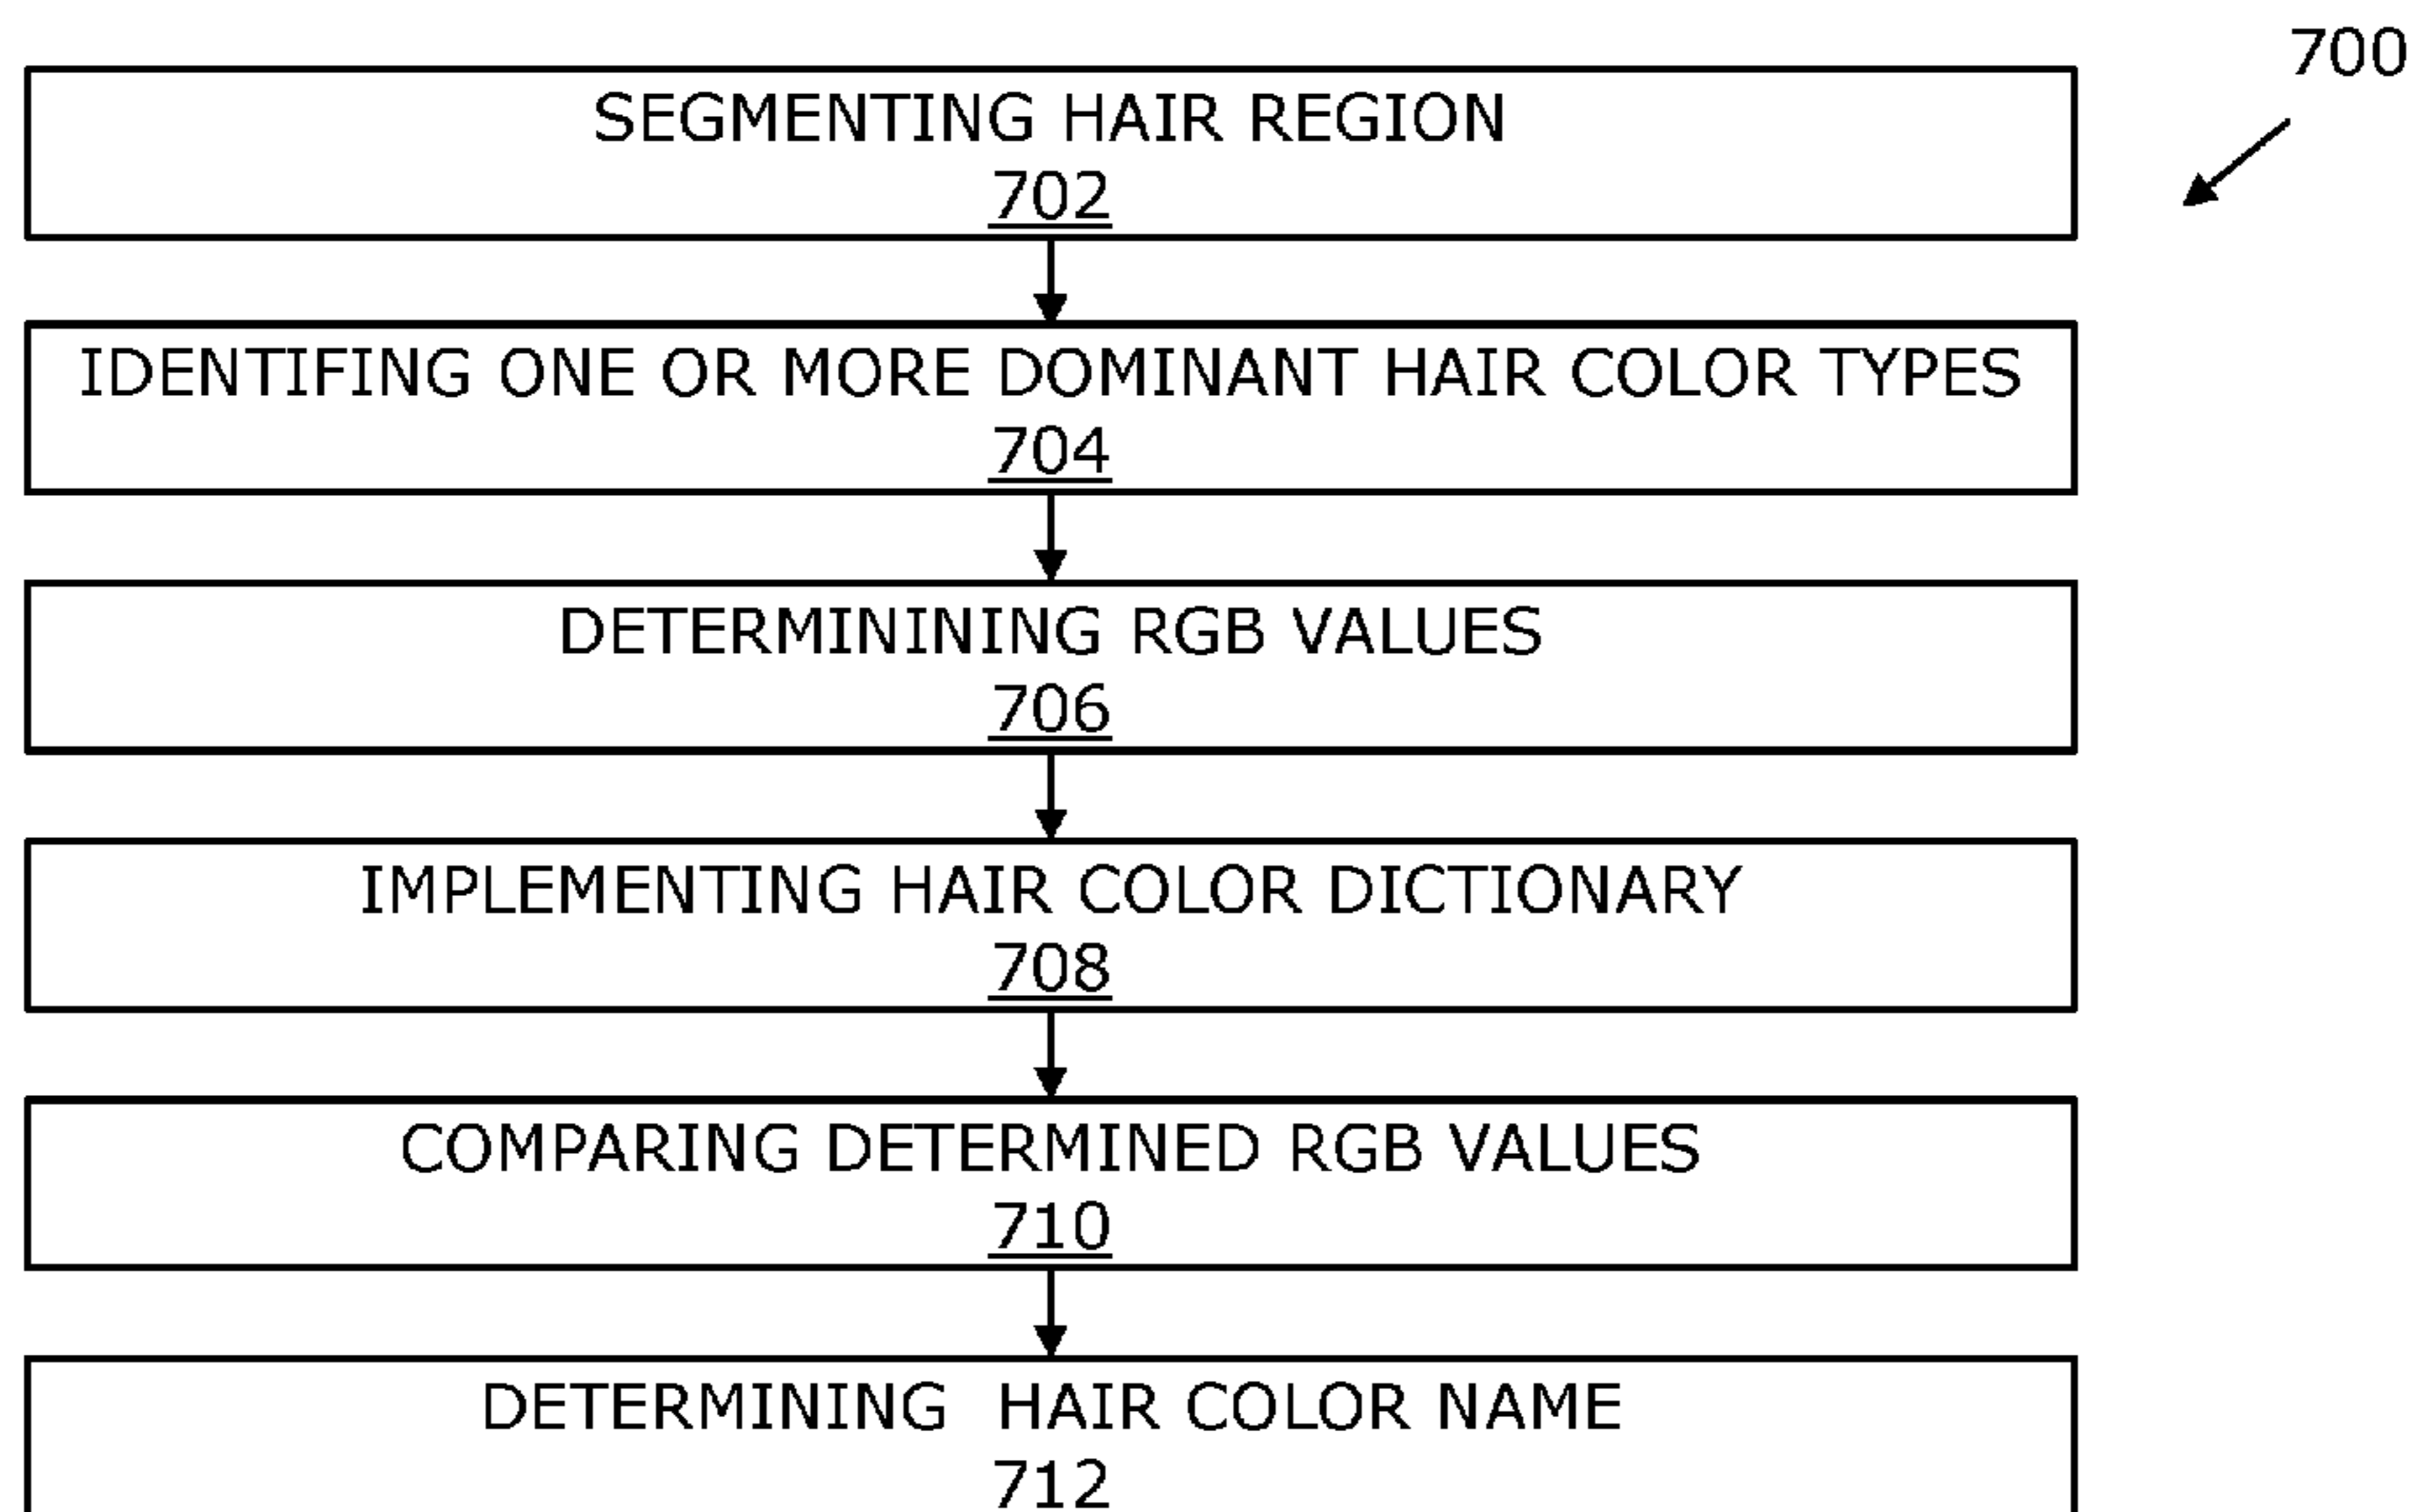 700
SEGMENTING HAIR REGION
702
IDENTIFING ONE OR MORE DOMINANT HAIR COLOR TYPES
704
DETERMININING RGB VALUES
706
IMPLEMENTING HAIR COLOR DICTIONARY
708
COMPARING DETERMINED RGB VALUES
710
DETERMINING HAIR COLOR NAME
712